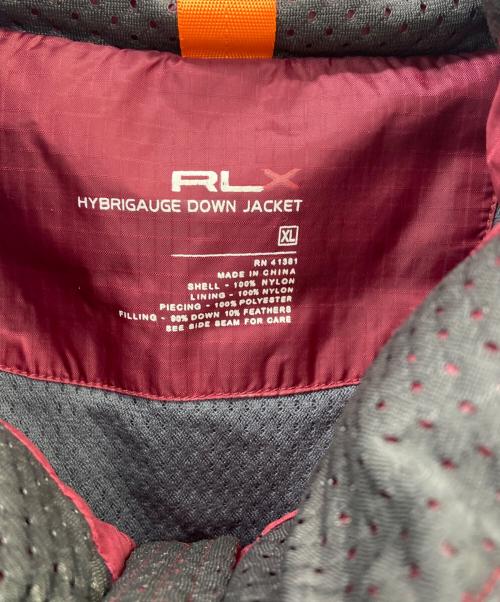 RLX
HYBRIGAUGE DOWN JACKET
XL
RN 41381
MADE IN CHINA
SHELL - 100% NYLON
LINING - 100% NYLON
PIECING - 100% POLYESTER
FILLING - 90% DOWN 10% FEATHERS
SEE SIDE SEAM FOR CARE